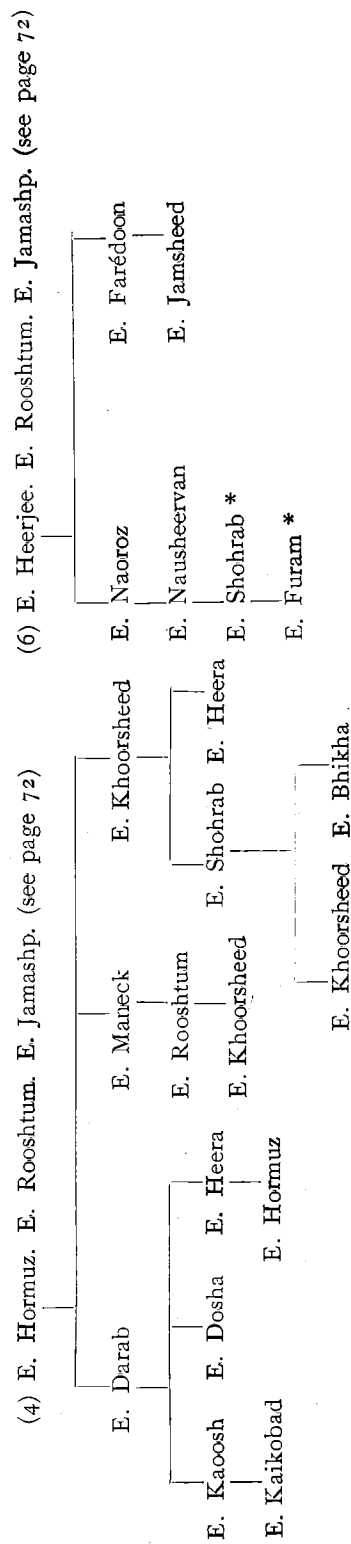 (4) E. Hormuz. E. Rooshtum. E. Jamashp. (see page 72)
E. Darab
E. Maneck
E. Khoorsheed
E. Kaoosh
E. Dosha
E. Heera
E. Rooshtum
E. Shohrab
E. Heera
E. Kaikobad
E. Hormuz
E. Khoorsheed
E. Khoorsheed
E. Bhikha
(6) E. Heerjee. E. Rooshtum. E. Jamashp. (see page 72)
E. Naoroz
E. Farédoon
E. Nausheervan
E. Jamsheed
E. Shohrab *
E. Furam *